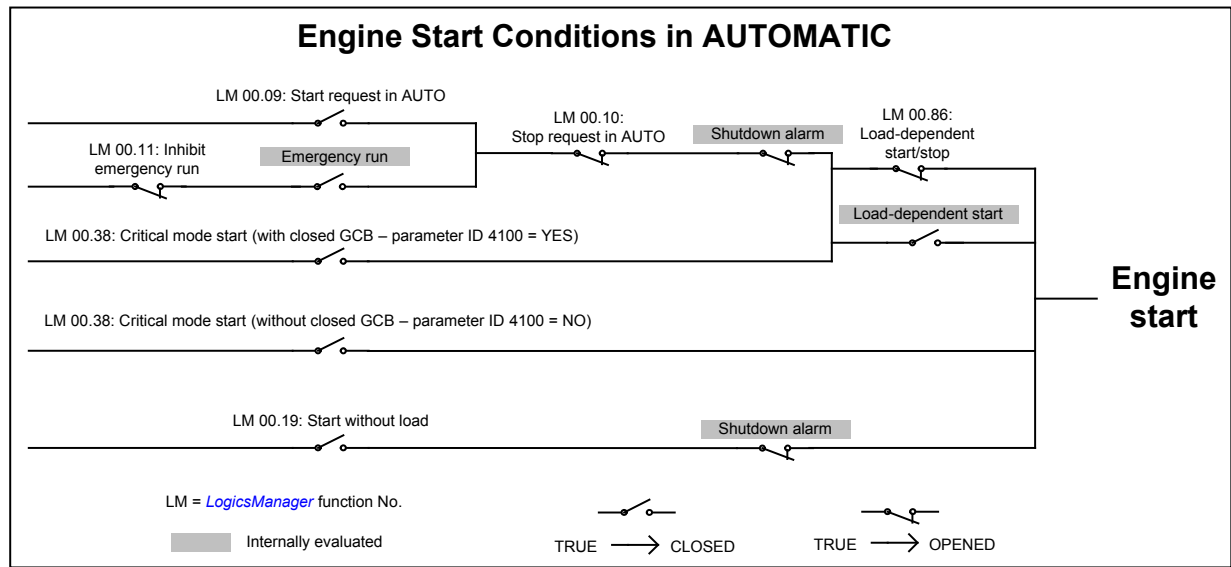 Engine Start Conditions in AUTOMATIC
LM 00.09: Start request in AUTO
LM 00.10:
Stop request in AUTO
Shutdown alarm
LM 00.86:
Load-dependent
start/stop
LM 00.11: Inhibit
emergency run
Emergency run
Load-dependent start
LM 00.38: Critical mode start (with closed GCB – parameter ID 4100 = YES)
Engine
start
LM 00.38: Critical mode start (without closed GCB – parameter ID 4100 = NO)
LM 00.19: Start without load
Shutdown alarm
LM = LogicsManager function No.
Internally evaluated
TRUE CLOSED
TRUE OPENED